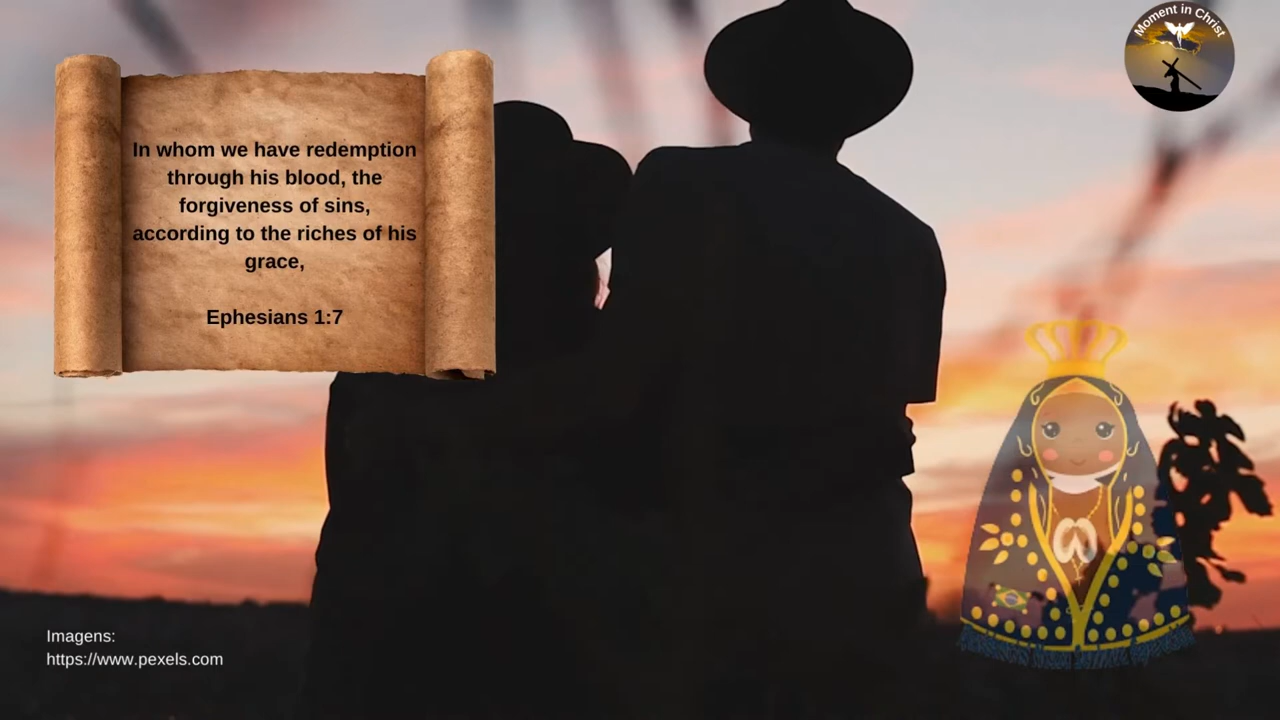 Moment in Christ
In whom we have redemption
through his blood, the
forgiveness of sins,
according to the riches of his
grace,
Ephesians 1:7
Imagens:
https://www.pexels.com